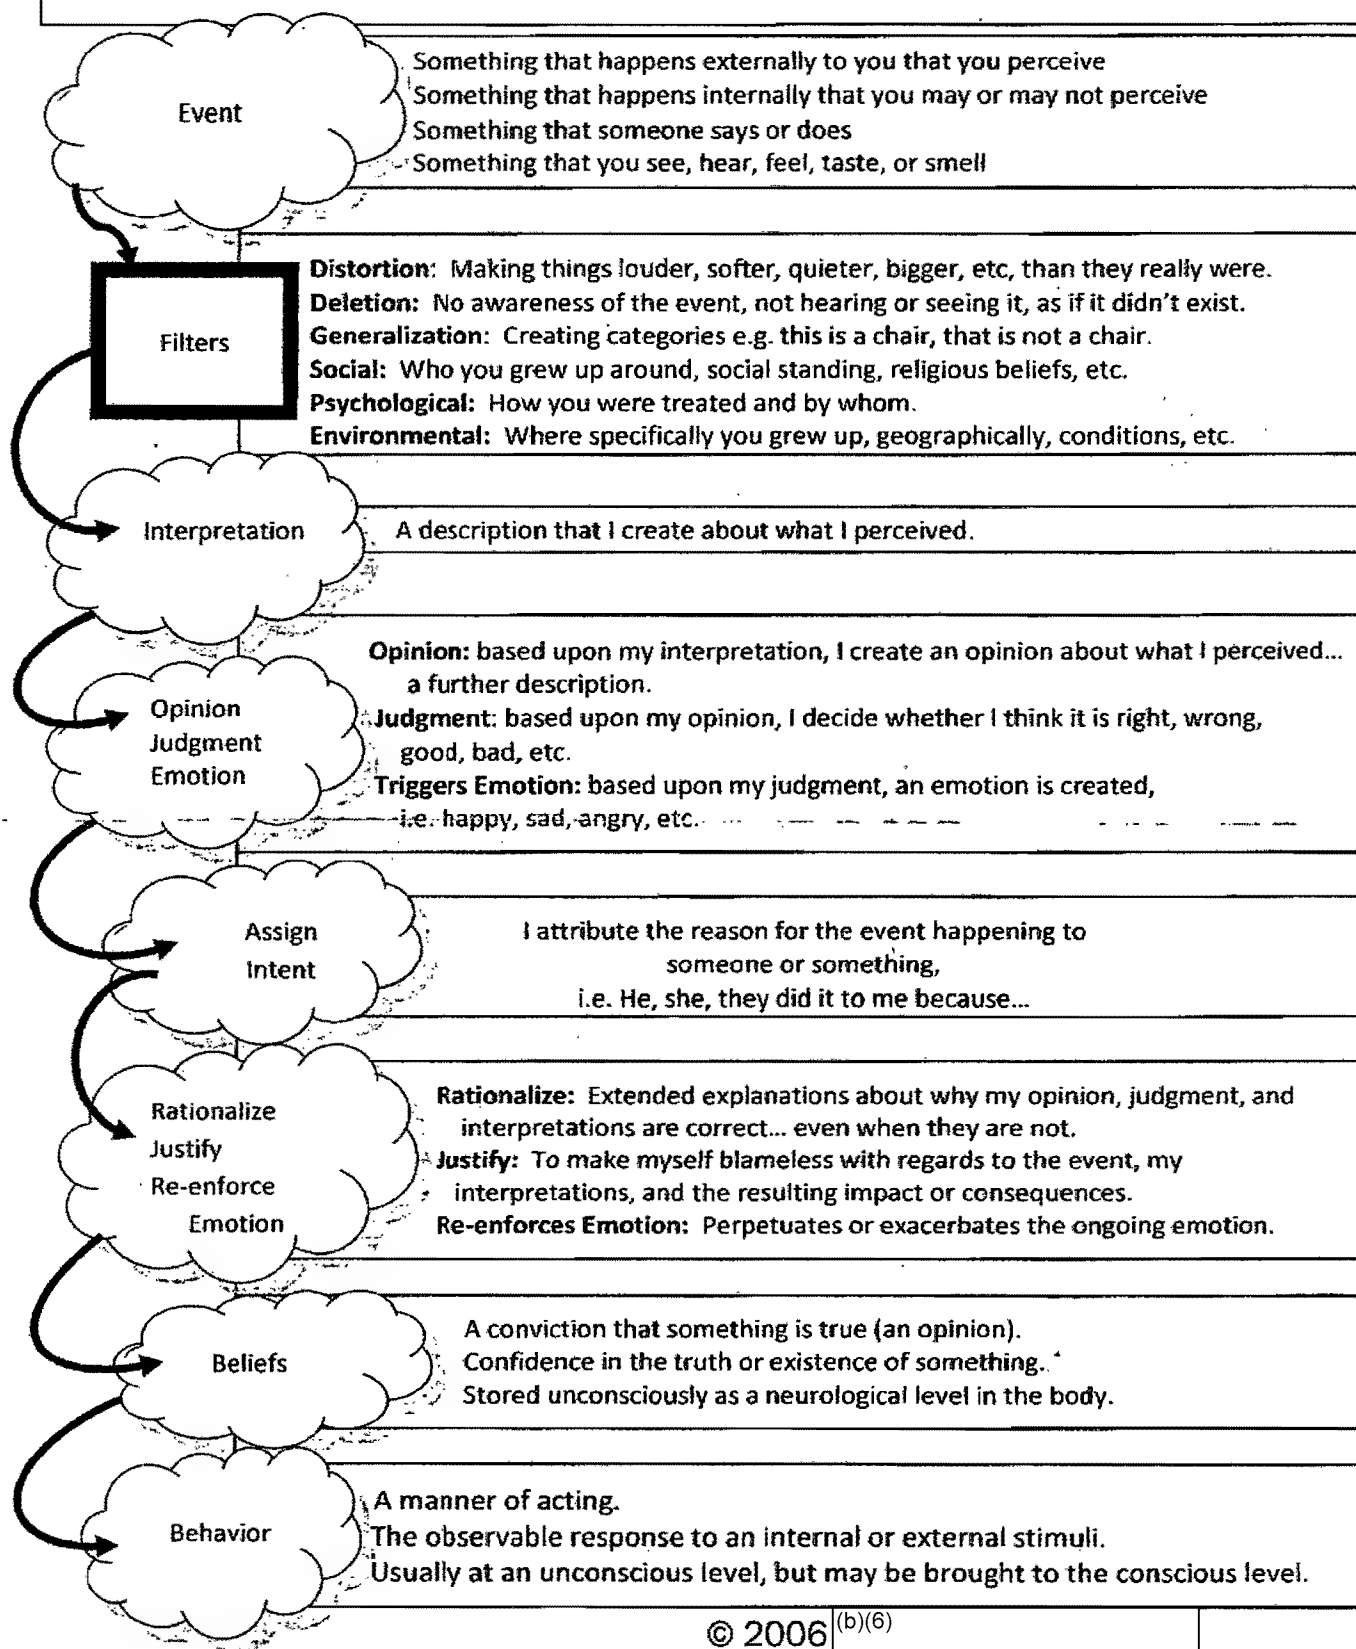 Event
Something that happens externally to you that you perceive
Something that happens internally that you may or may not perceive
Something that someone says or does
Something that you see, hear, feel, taste, or smell
Filters
Distortion: Making things louder, softer, quieter, bigger, etc, than they really were.
Deletion: No awareness of the event, not hearing or seeing it, as if it didn't exist.
Generalization: Creating categories e.g. this is a chair, that is not a chair.
Social: Who you grew up around, social standing, religious beliefs, etc.
Psychological: How you were treated and by whom.
Environmental: Where specifically you grew up, geographically, conditions, etc.
Interpretation
A description that I create about what I perceived.
Opinion
Judgment
Emotion
Opinion: based upon my interpretation, I create an opinion about what I perceived...
a further description.
Judgment: based upon my opinion, I decide whether I think it is right, wrong,
good, bad, etc.
Triggers Emotion: based upon my judgment, an emotion is created,
i.e. happy, sad, angry, etc.
Assign
Intent
I attribute the reason for the event happening to
someone or something,
i.e. He, she, they did it to me because...
Rationalize
Justify
Re-enforce
Emotion
Rationalize: Extended explanations about why my opinion, judgment, and
interpretations are correct... even when they are not.
Justify: To make myself blameless with regards to the event, my
interpretations, and the resulting impact or consequences.
Re-enforces Emotion: Perpetuates or exacerbates the ongoing emotion.
Beliefs
A conviction that something is true (an opinion).
Confidence in the truth or existence of something.
Stored unconsciously as a neurological level in the body.
Behavior
A manner of acting.
The observable response to an internal or external stimuli.
Usually at an unconscious level, but may be brought to the conscious level.
© 2006 (b)(6)